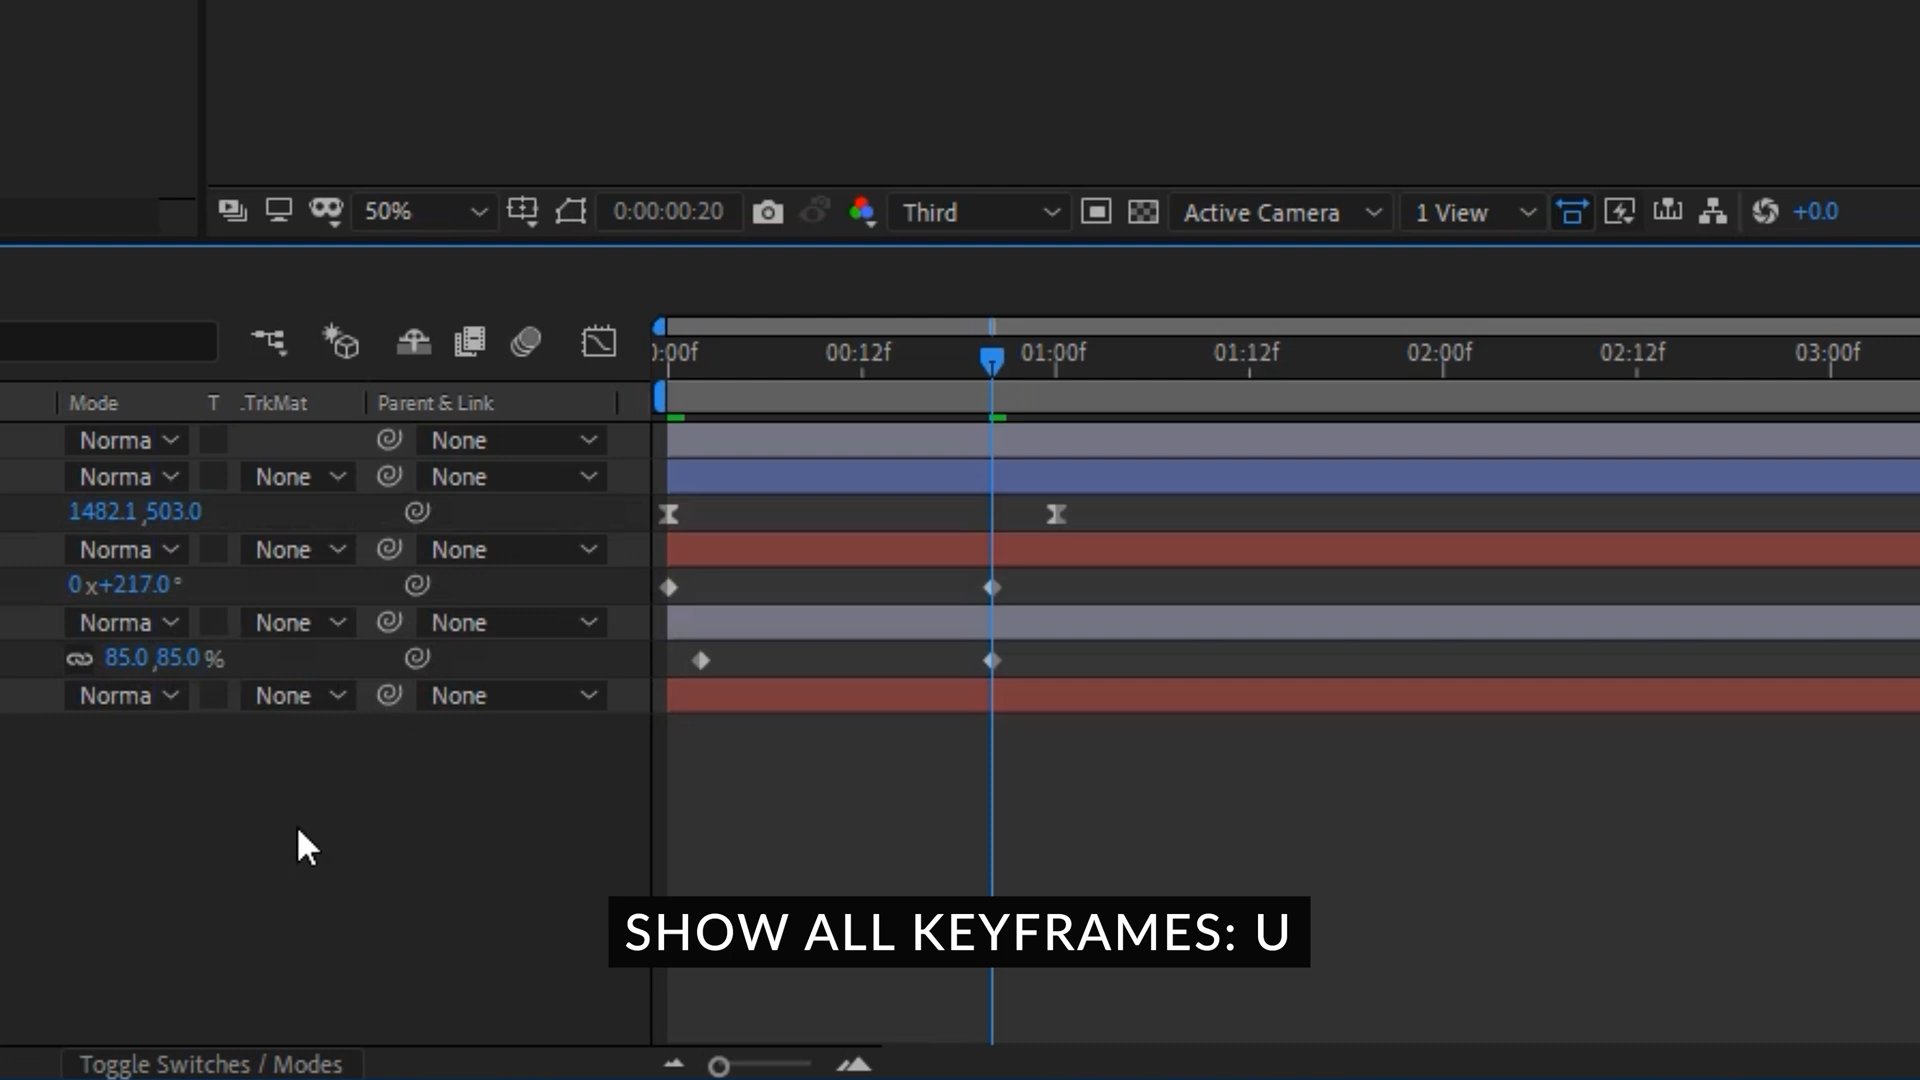 50%
0:00:00:20
Third
Active Camera
1 View
+0.0
0:00f 00:12f 01:00f 01:12f 02:00f 02:12f 03:00f
Mode T .TrkMat Parent & Link
Norma None
Norma None None
1482.1,503.0
Norma None None
0x+217.0°
Norma None None
85.0,85.0%
Norma None None
SHOW ALL KEYFRAMES: U
Toggle Switches / Modes